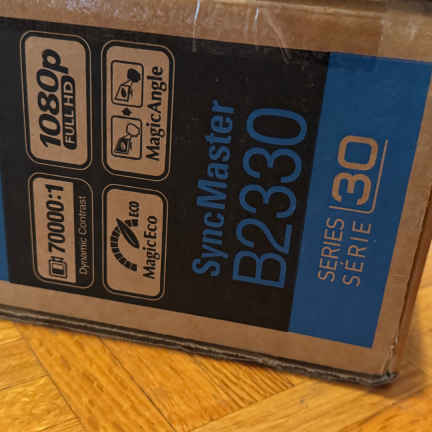 1080p
FULL HD
MagicAngle
70000:1
Dynamic Contrast
ECO
MagicEco
SyncMaster
B2330
SERIES
SÉRIE
30